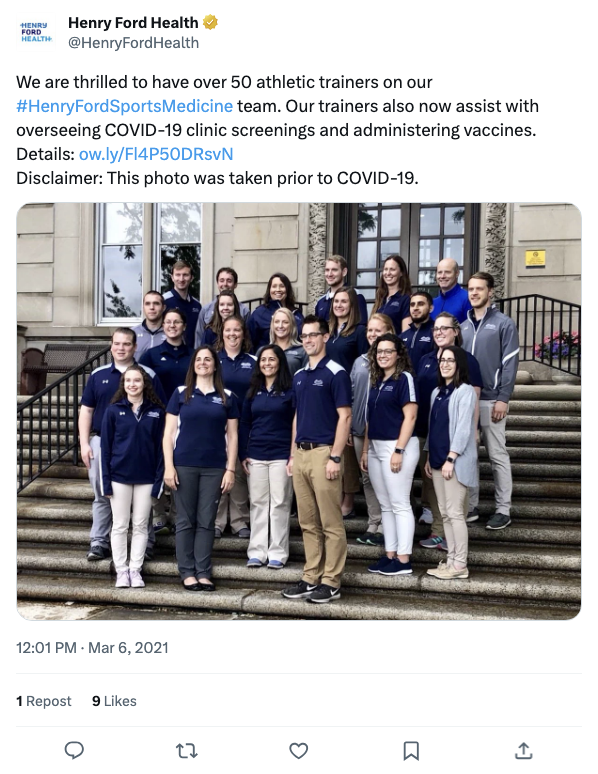 HENRY
FORD
HEALTH
Henry Ford Health
@HenryFordHealth
We are thrilled to have over 50 athletic trainers on our
#HenryFordSportsMedicine team. Our trainers also now assist with
overseeing COVID-19 clinic screenings and administering vaccines.
Details: ow.ly/Fl4P50DRsvN
Disclaimer: This photo was taken prior to COVID-19.
12:01 PM · Mar 6, 2021
1 Repost 9 Likes